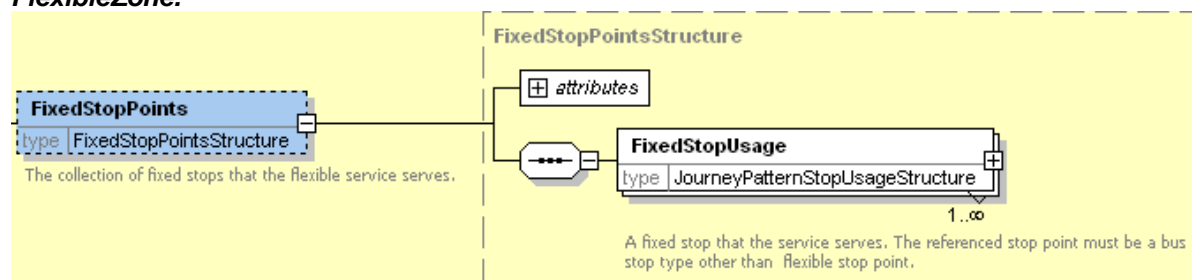 FlexibleZone.
FixedStopPointsStructure
attributes
FixedStopPoints
type FixedStopPointsStructure
The collection of fixed stops that the flexible service serves.
FixedStopUsage
type JourneyPatternStopUsageStructure
1..∞
A fixed stop that the service serves. The referenced stop point must be a bus
stop type other than flexible stop point.